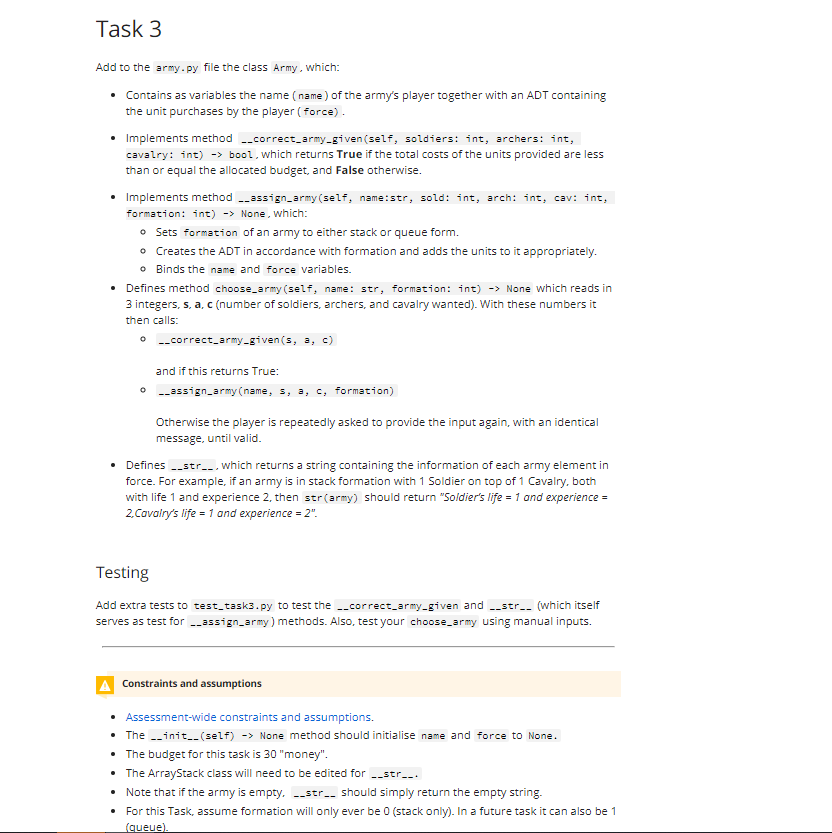 Task 3
Add to the army.py file the class Army, which:
• Contains as variables the name (name) of the army's player together with an ADT containing
the unit purchases by the player (force).
• Implements method __correct_army_given(self, soldiers: int, archers: int,
cavalry: int) -> bool, which returns True if the total costs of the units provided are less
than or equal the allocated budget, and False otherwise.
• Implements method __assign_army(self, name:str, sold: int, arch: int, cav: int,
formation: int) -> None, which:
o Sets formation of an army to either stack or queue form.
o Creates the ADT in accordance with formation and adds the units to it appropriately.
o Binds the name and force variables.
• Defines method choose_army(self, name: str, formation: int) -> None which reads in
3 integers, s, a, c (number of soldiers, archers, and cavalry wanted). With these numbers it
then calls:
o __correct_army_given(s, a, c)
and if this returns True:
o __assign_army(name, s, a, c, formation)
Otherwise the player is repeatedly asked to provide the input again, with an identical
message, until valid.
• Defines __str__, which returns a string containing the information of each army element in
force. For example, if an army is in stack formation with 1 Soldier on top of 1 Cavalry, both
with life 1 and experience 2, then str(army) should return "Soldier's life = 1 and experience =
2,Cavalry's life = 1 and experience = 2".
Testing
Add extra tests to test_task3.py to test the __correct_army_given and __str__ (which itself
serves as test for __assign_army) methods. Also, test your choose_army using manual inputs.
Constraints and assumptions
• Assessment-wide constraints and assumptions.
• The __init__(self) -> None method should initialise name and force to None.
• The budget for this task is 30 "money".
• The ArrayStack class will need to be edited for __str__.
• Note that if the army is empty, __str__ should simply return the empty string.
• For this Task, assume formation will only ever be 0 (stack only). In a future task it can also be 1
(queue).